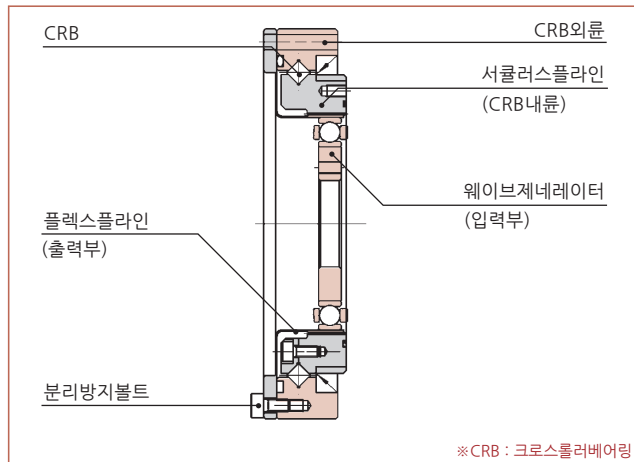 CRB
CRB외륜
서큘러스플라인
(CRB내륜)
웨이브제네레이터
(입력부)
플렉스플라인
(출력부)
분리방지볼트
※CRB : 크로스롤러베어링